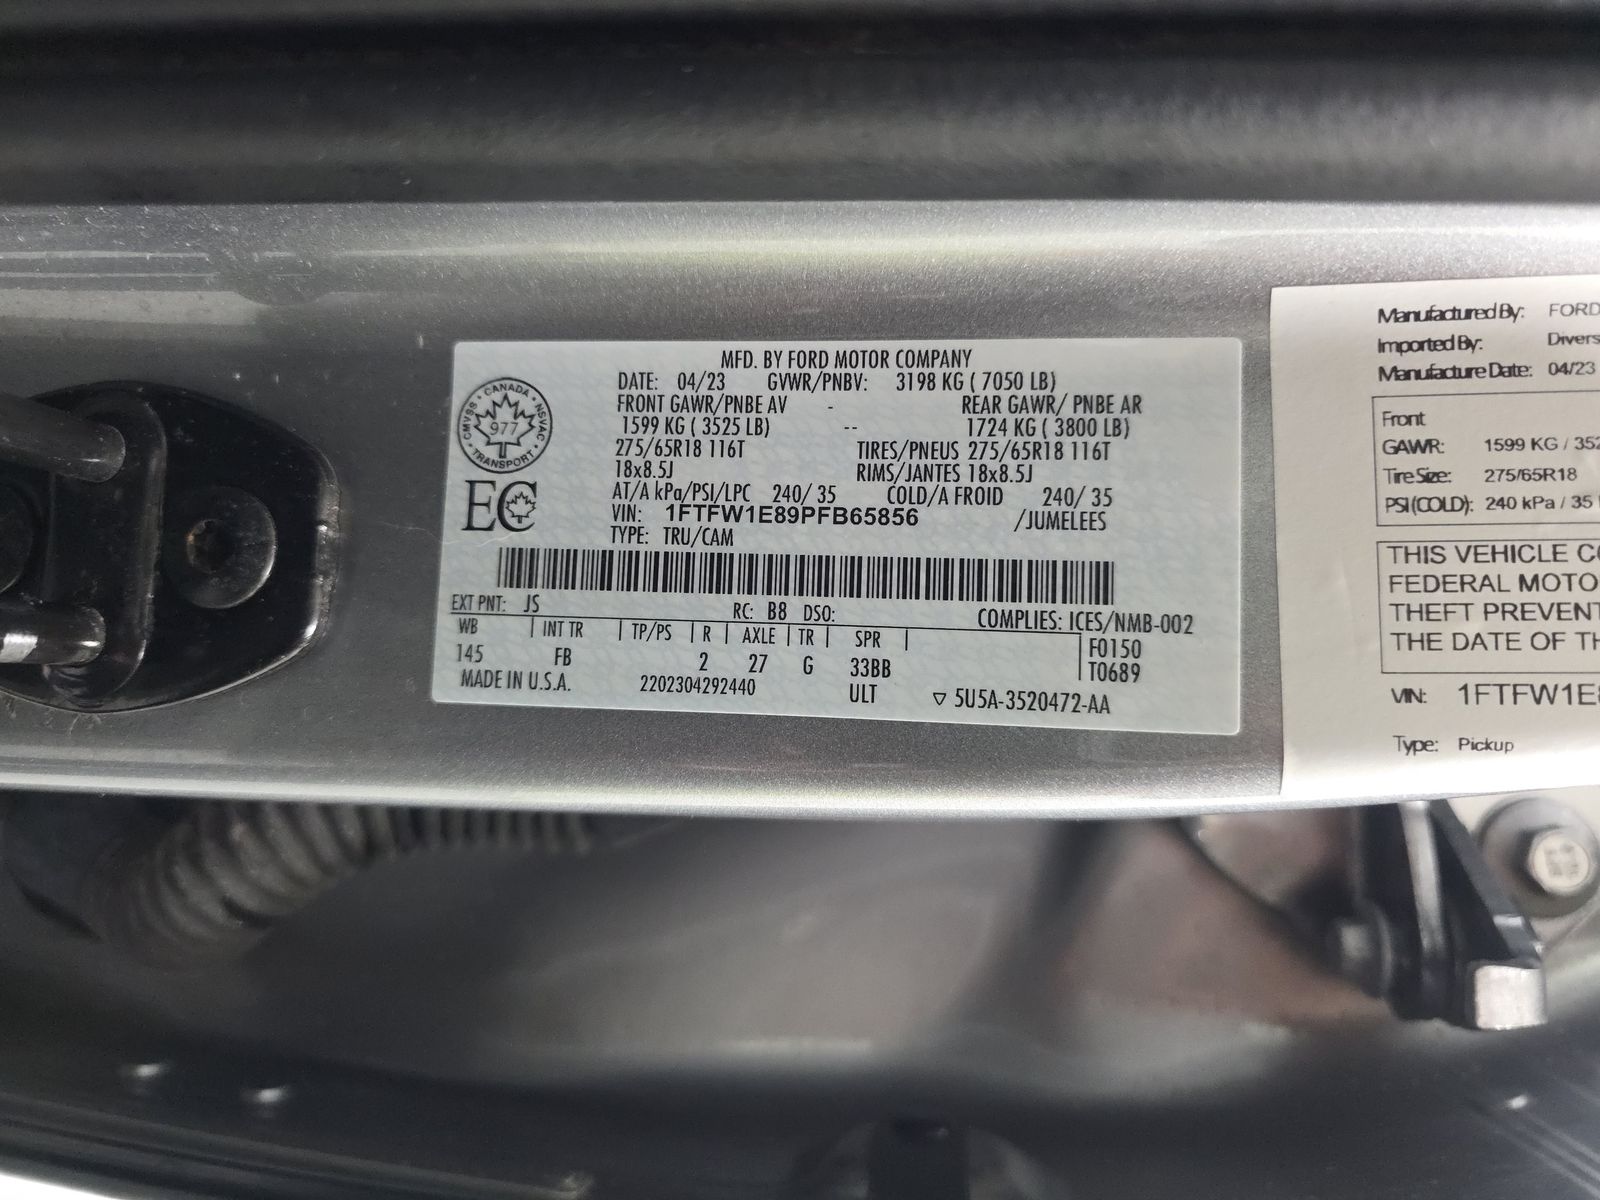 MFD. BY FORD MOTOR COMPANY
DATE: 04/23 GVWR/PNBV: 3198 KG ( 7050 LB)
FRONT GAWR/PNBE AV - REAR GAWR/ PNBE AR
1599 KG ( 3525 LB) -- 1724 KG ( 3800 LB)
275/65R18 116T TIRES/PNEUS 275/65R18 116T
18x8.5J RIMS/JANTES 18x8.5J
AT/A kPa/PSI/LPC 240/ 35 COLD/A FROID 240/ 35
VIN: 1FTFW1E89PFB65856 /JUMELEES
TYPE: TRU/CAM
CANADA
CMVSS 977 NSVAC
TRANSPORT
EC
EXT PNT: JS RC: B8 DSO: COMPLIES: ICES/NMB-002
WB INT TR TP/PS R AXLE TR SPR F0150
145 FB 2 27 G 33BB T0689
MADE IN U.S.A. 2202304292440 ULT ▽ 5U5A-3520472-AA
Manufactured By: FORD
Imported By: Divers
Manufacture Date: 04/23
Front
GAWR: 1599 KG / 352
Tire Size: 275/65R18
PSI (COLD): 240 kPa / 35
THIS VEHICLE CO
FEDERAL MOTO
THEFT PREVENT
THE DATE OF TH
VIN: 1FTFW1E8
Type: Pickup